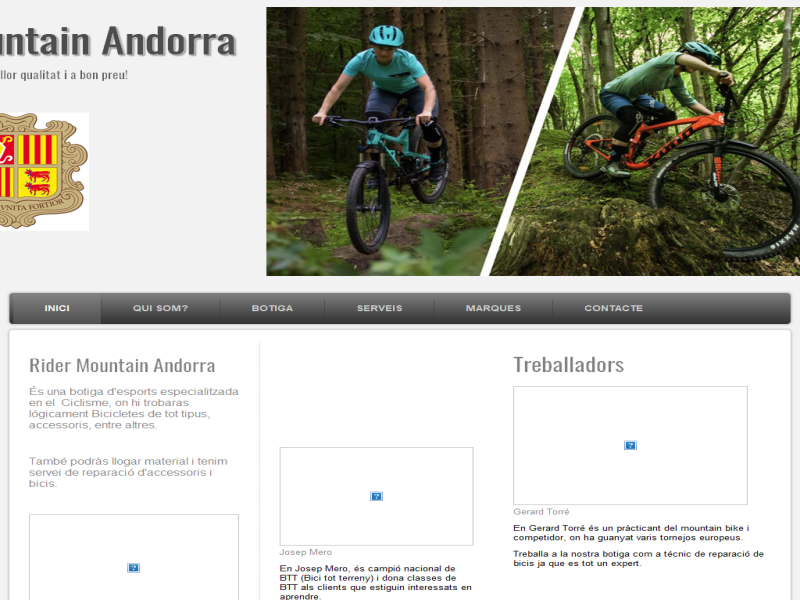 Mountain Andorra
llor qualitat i a bon preu!
VNITA FORTIOR
INICI
QUI SOM?
BOTIGA
SERVEIS
MARQUES
CONTACTE
Rider Mountain Andorra
És una botiga d'esports especialitzada
en el  Ciclisme, on hi trobaras
lógicament Bicicletes de tot tipus,
accessoris, entre altres.
També podràs llogar material i tenim
servei de reparació d'accessoris i
bicis.
Josep Mero
En Josep Mero, és campió nacional de
BTT (Bici tot terreny) i dona classes de
BTT als clients que estiguin interessats en
aprendre.
Treballadors
Gerard Torré
En Gerard Torré és un pràcticant del mountain bike i
competidor, on ha guanyat varis tornejos europeus.
Treballa a la nostra botiga com a técnic de reparació de
bicis ja que es tot un expert.